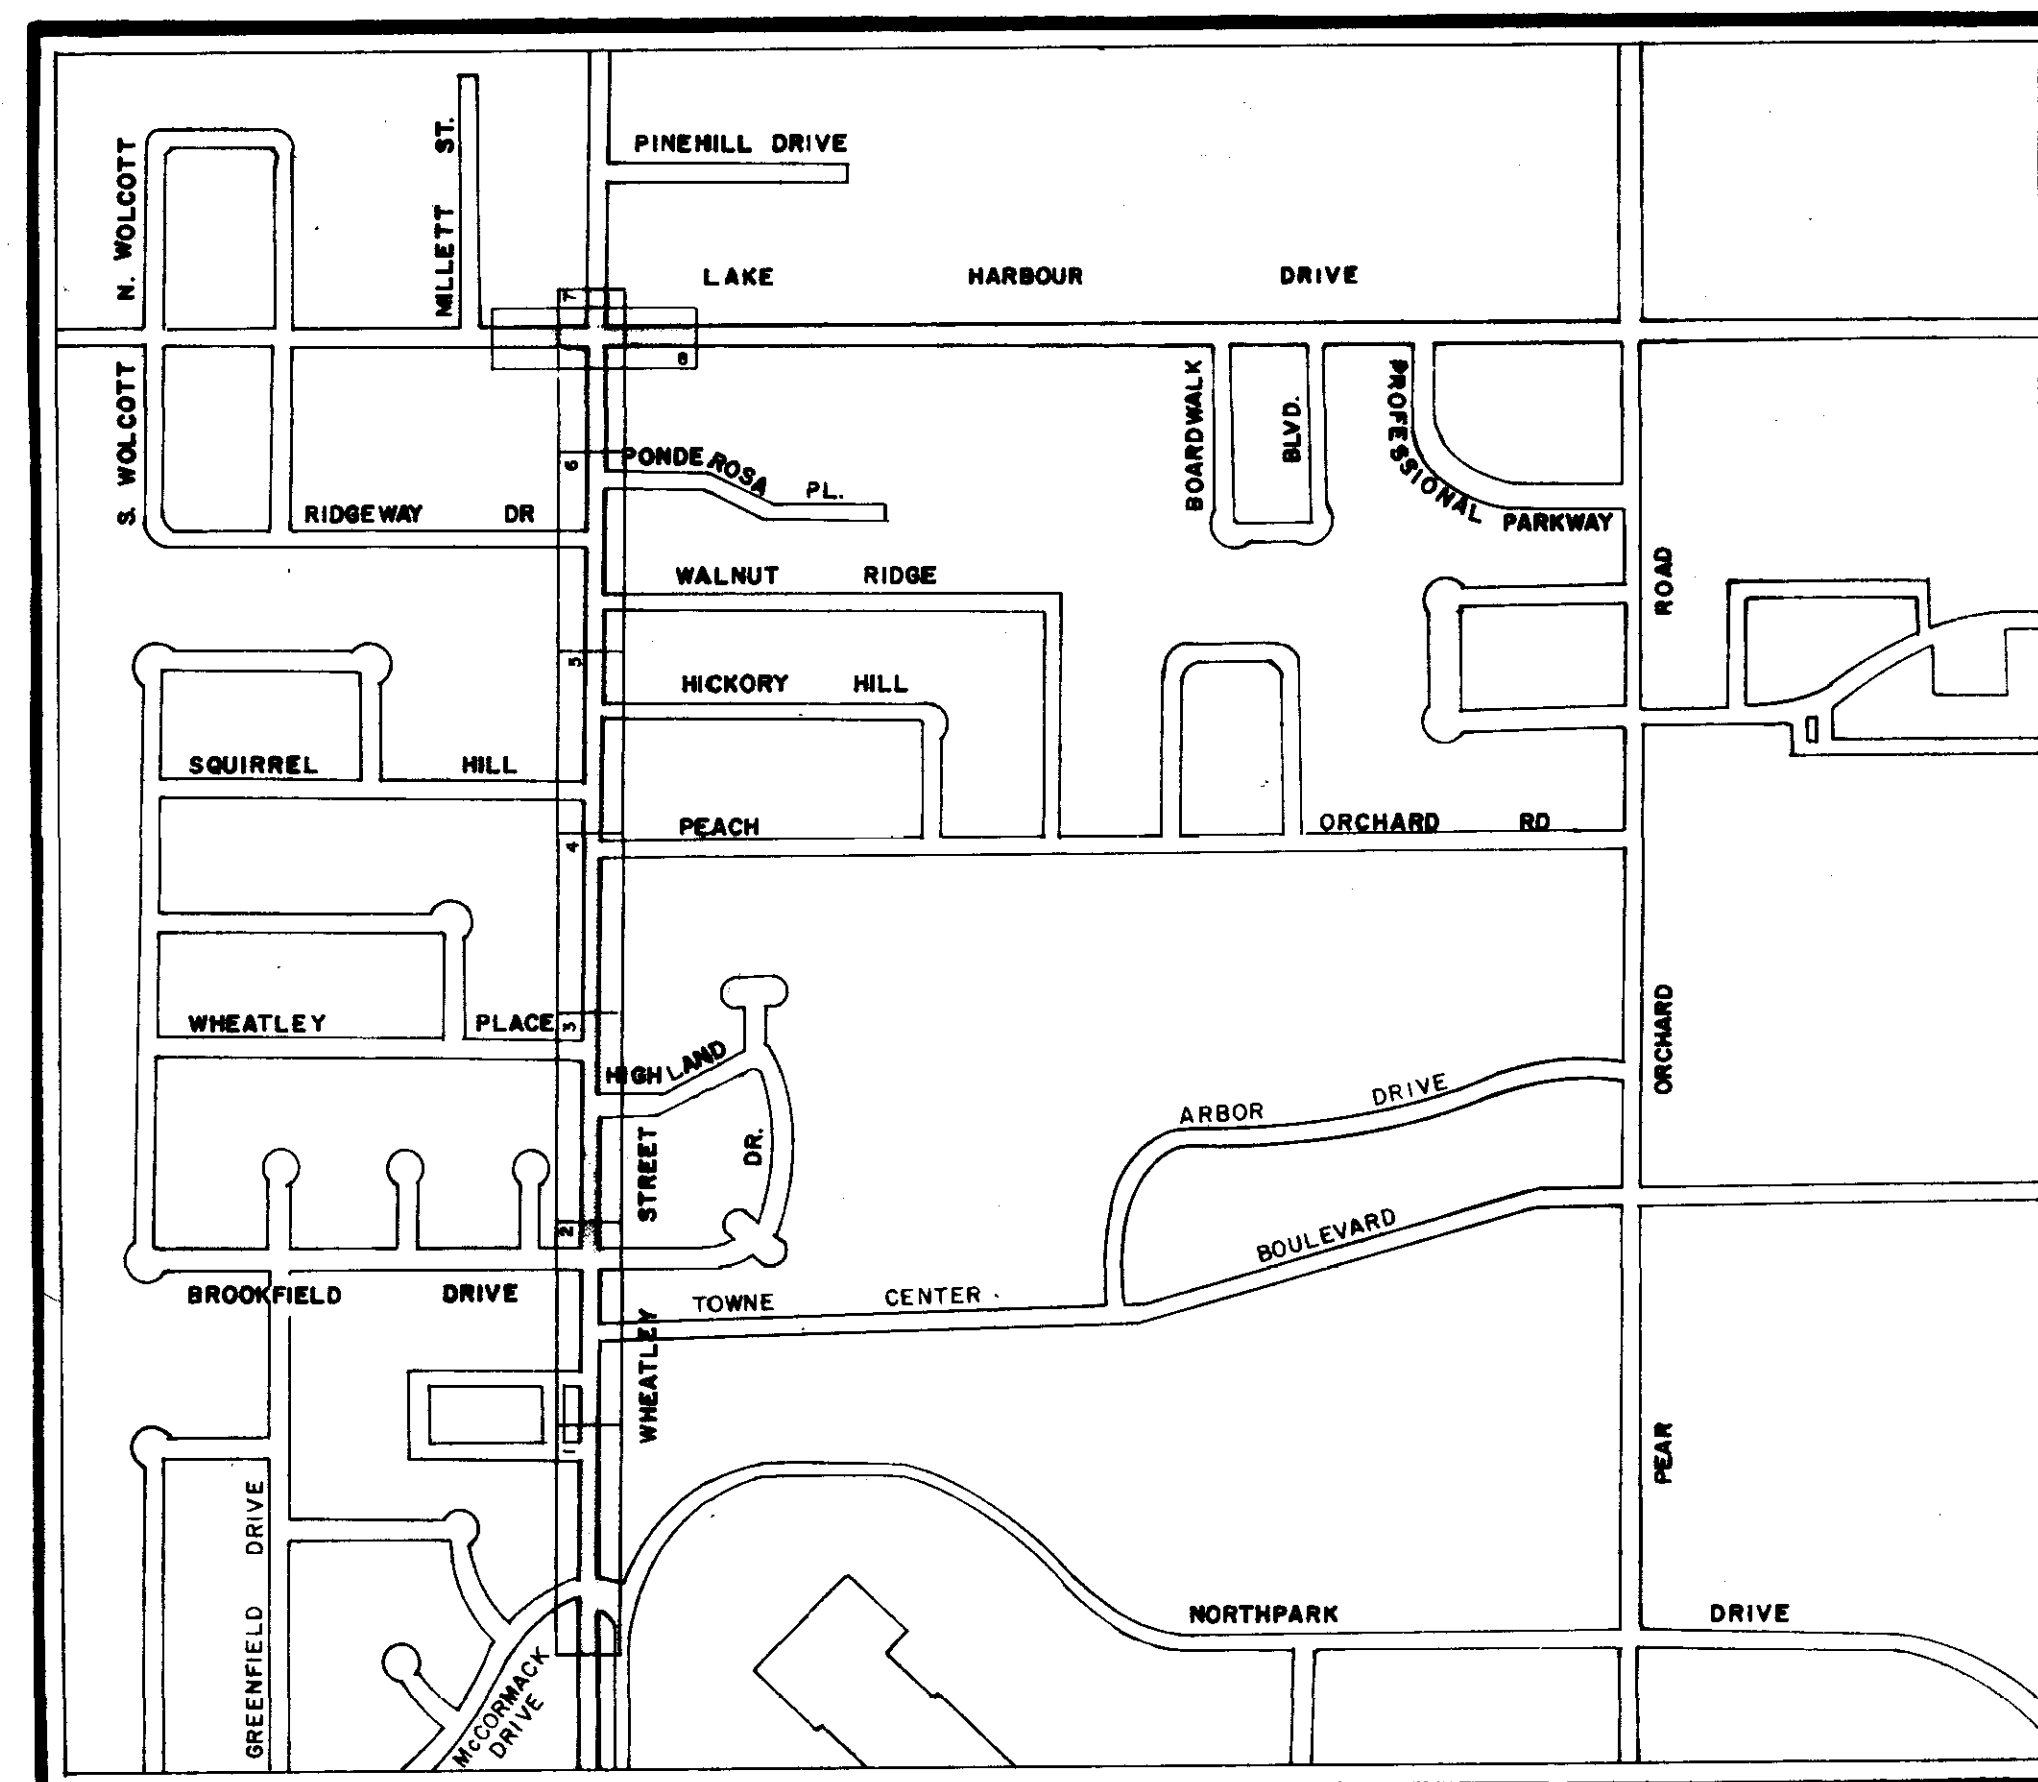 PINEHILL DRIVE
N. WOLCOTT
MILLETT ST.
LAKE HARBOUR DRIVE
7
8
S. WOLCOTT
BOARDWALK BLVD.
PROFESSIONAL PARKWAY
6
PONDEROSA PL.
RIDGEWAY DR
WALNUT RIDGE
5
HICKORY HILL
SQUIRREL HILL
PEACH ORCHARD RD
4
WHEATLEY PLACE
3
HIGHLAND DR.
ARBOR DRIVE
PEAR ORCHARD ROAD
2
WHEATLEY STREET
BROOKFIELD DRIVE
TOWNE CENTER BOULEVARD
1
GREENFIELD DRIVE
McCORMACK
DRIVE
NORTHPARK DRIVE